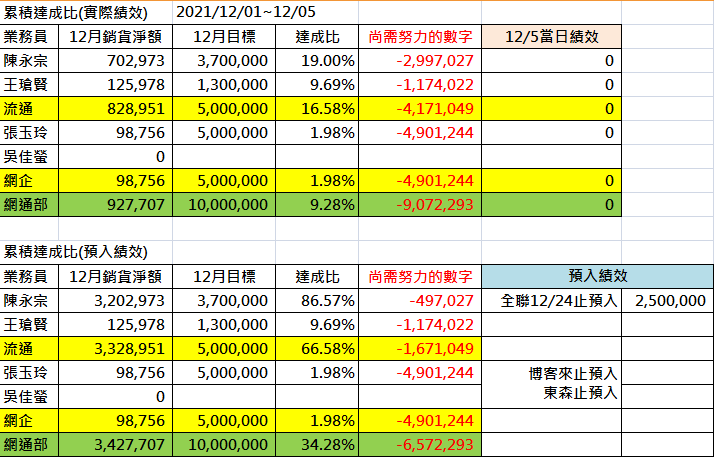 累積達成比(實際績效) 2021/12/01~12/05
業務員 12月銷貨淨額 12月目標 達成比 尚需努力的數字 12/5當日績效
陳永宗 702,973 3,700,000 19.00% -2,997,027 0
王瑲賢 125,978 1,300,000 9.69% -1,174,022 0
流通 828,951 5,000,000 16.58% -4,171,049 0
張玉玲 98,756 5,000,000 1.98% -4,901,244 0
吳佳螢 0
網企 98,756 5,000,000 1.98% -4,901,244 0
網通部 927,707 10,000,000 9.28% -9,072,293 0
累積達成比(預入績效)
業務員 12月銷貨淨額 12月目標 達成比 尚需努力的數字 預入績效
陳永宗 3,202,973 3,700,000 86.57% -497,027 全聯12/24止預入 2,500,000
王瑲賢 125,978 1,300,000 9.69% -1,174,022
流通 3,328,951 5,000,000 66.58% -1,671,049
張玉玲 98,756 5,000,000 1.98% -4,901,244 博客來止預入
吳佳螢 0 東森止預入
網企 98,756 5,000,000 1.98% -4,901,244
網通部 3,427,707 10,000,000 34.28% -6,572,293